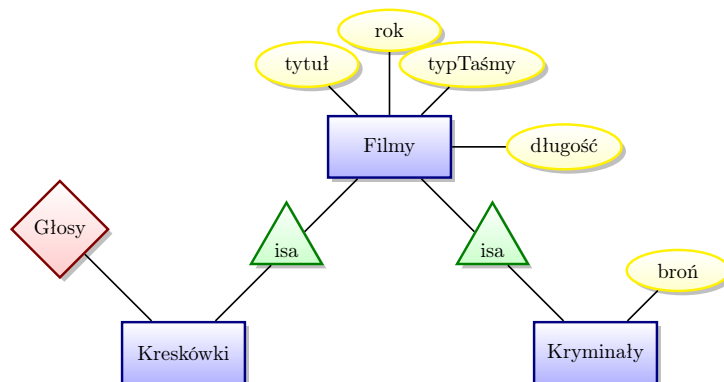 rok
tytuł
typTaśmy
Filmy
długość
Głosy
isa
isa
broń
Kreskówki
Kryminały